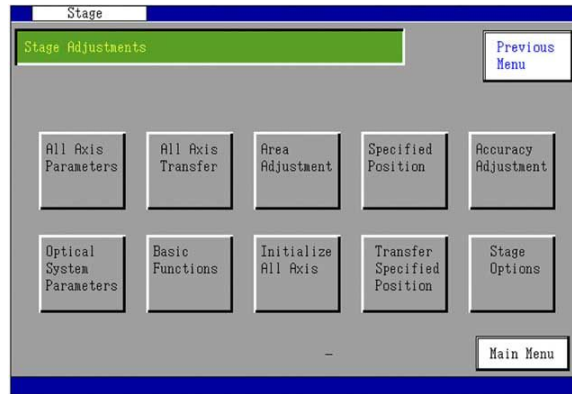 Stage
Stage Adjustments
Previous
Menu
All Axis
Parameters
All Axis
Transfer
Area
Adjustment
Specified
Position
Accuracy
Adjustment
Optical
System
Parameters
Basic
Functions
Initialize
All Axis
Transfer
Specified
Position
Stage
Options
Main Menu